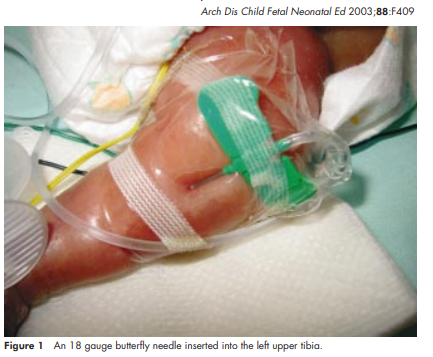 Arch Dis Child Fetal Neonatal Ed 2003;88:F409
Figure 1 An 18 gauge butterfly needle inserted into the left upper tibia.